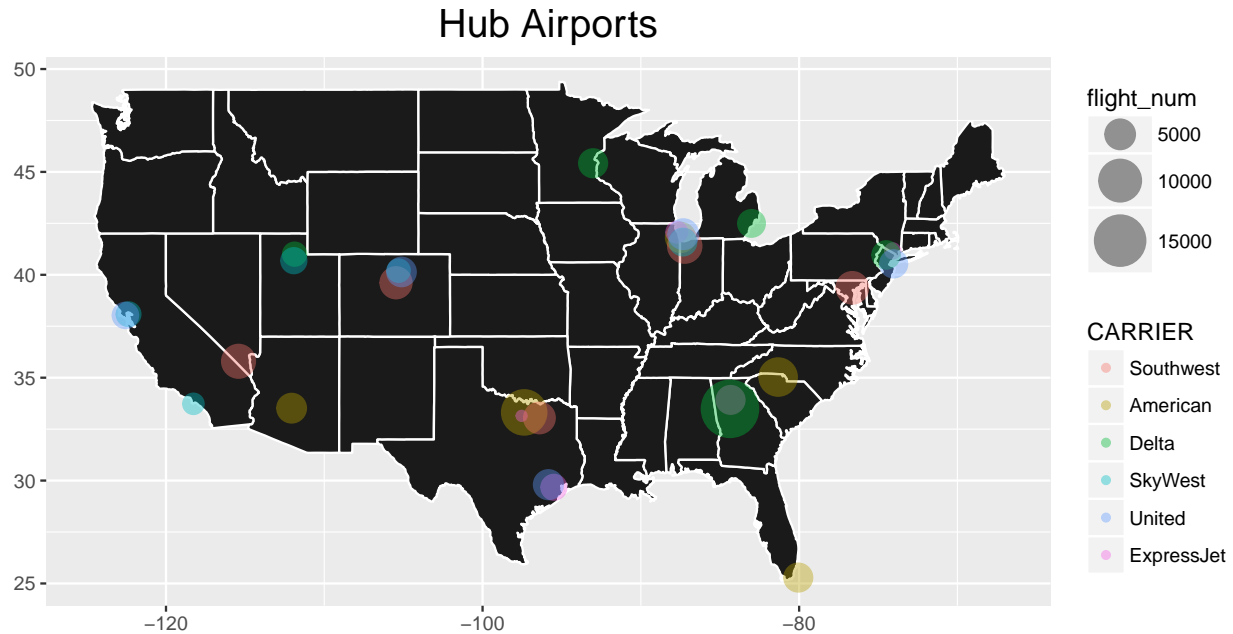 Hub Airports
50
45
40
35
30
25
−120
−100
−80
flight_num
5000
10000
15000
CARRIER
Southwest
American
Delta
SkyWest
United
ExpressJet